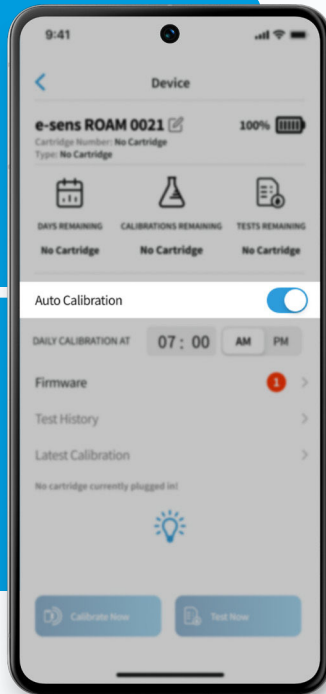 9:41
Device
e-sens ROAM 0021
100%
Cartridge Number: No Cartridge
Type: No Cartridge
DAYS REMAINING CALIBRATIONS REMAINING TESTS REMAINING
No Cartridge No Cartridge No Cartridge
Auto Calibration
DAILY CALIBRATION AT 07 : 00 AM PM
Firmware 1
Test History
Latest Calibration
No cartridge currently plugged in!
Calibrate Now Test Now